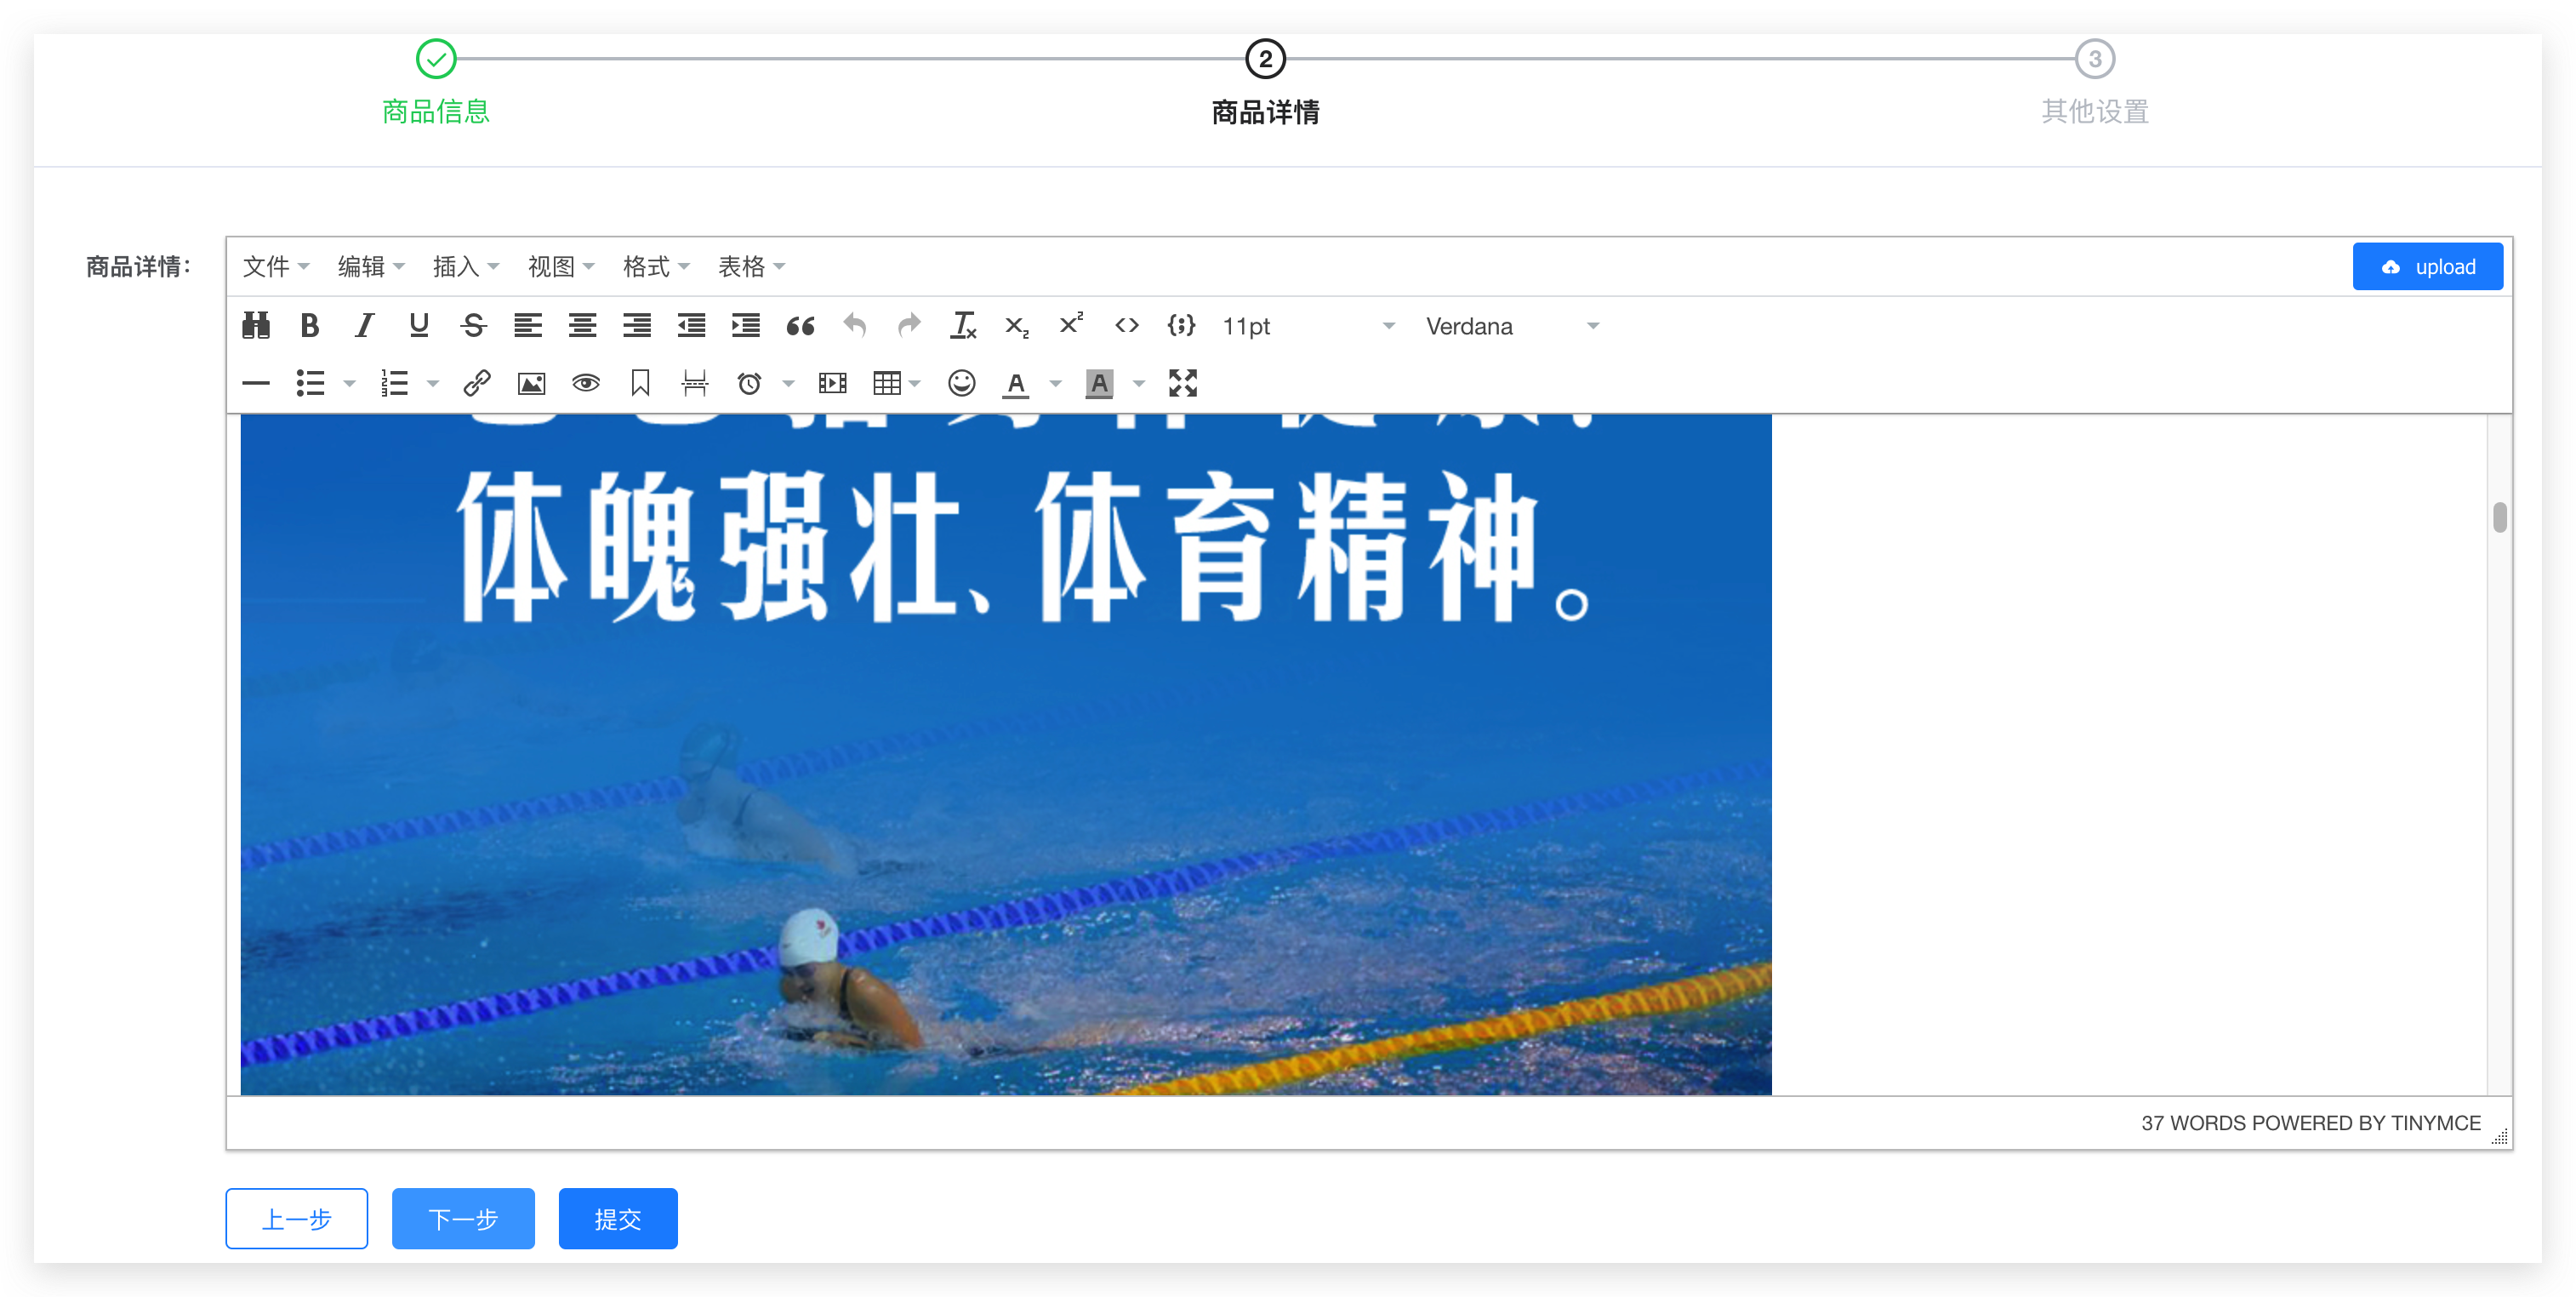 2
3
商品信息
商品详情
其他设置
商品详情：
文件 编辑 插入 视图 格式 表格
upload
11pt Verdana
体魄强壮、体育精神。
37 WORDS POWERED BY TINYMCE
上一步 下一步 提交